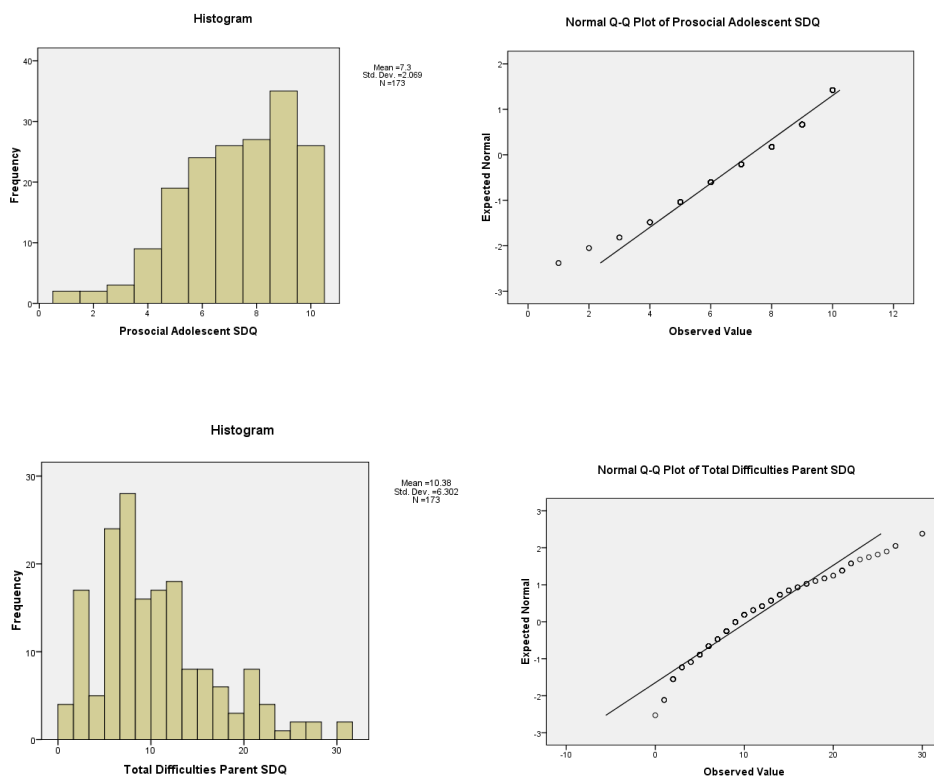 Histogram
40
30
20
10
0
Frequency
0 2 4 6 8 10
Prosocial Adolescent SDQ
Mean =7.3
Std. Dev. =2.069
N =173
Normal Q-Q Plot of Prosocial Adolescent SDQ
2
1
0
-1
-2
-3
Expected Normal
0 2 4 6 8 10 12
Observed Value
Histogram
30
20
10
0
Frequency
0 10 20 30
Total Difficulties Parent SDQ
Mean =10.38
Std. Dev. =6.302
N =173
Normal Q-Q Plot of Total Difficulties Parent SDQ
3
2
1
0
-1
-2
-3
Expected Normal
-10 0 10 20 30
Observed Value